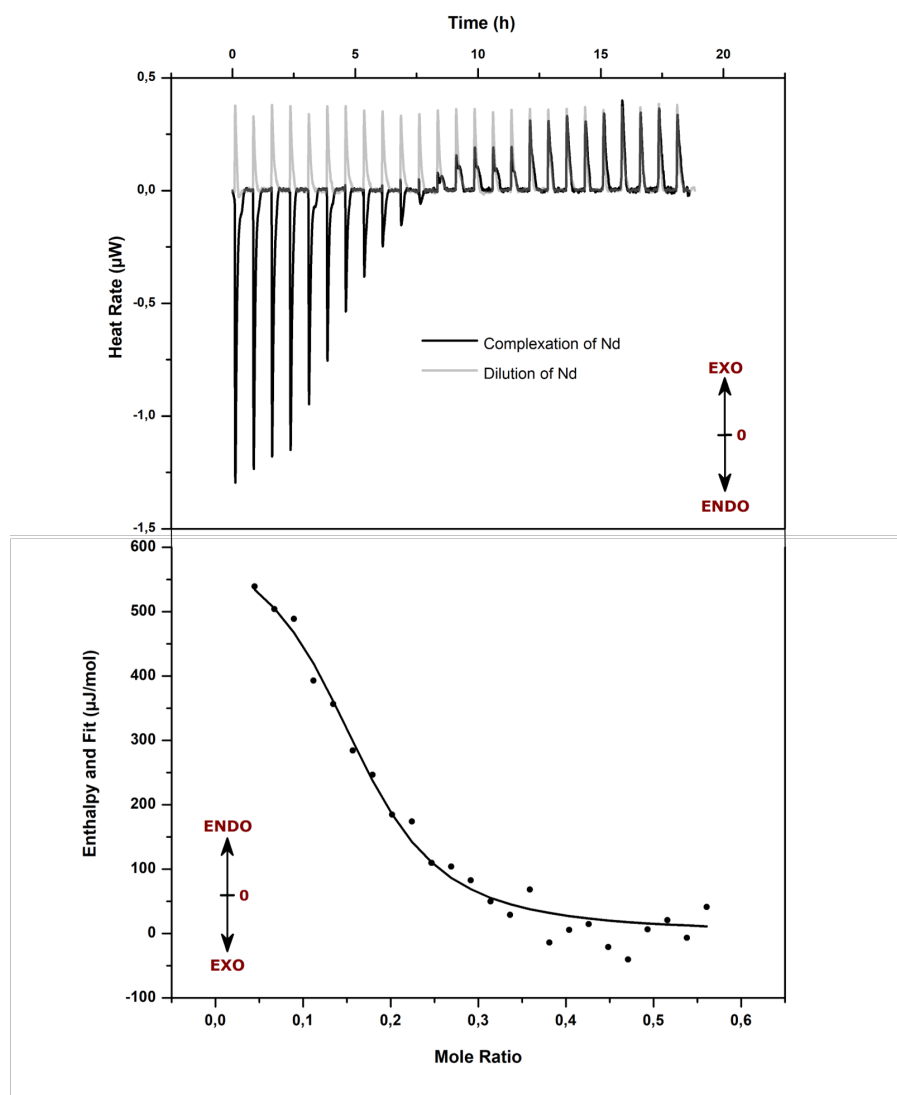 Time (h)
0 5 10 15 20
0,5
0,0
-0,5
-1,0
-1,5
Heat Rate (µW)
Complexation of Nd
Dilution of Nd
EXO
0
ENDO
600
500
400
300
200
100
0
-100
Enthalpy and Fit (µJ/mol)
ENDO
0
EXO
0,0 0,1 0,2 0,3 0,4 0,5 0,6
Mole Ratio